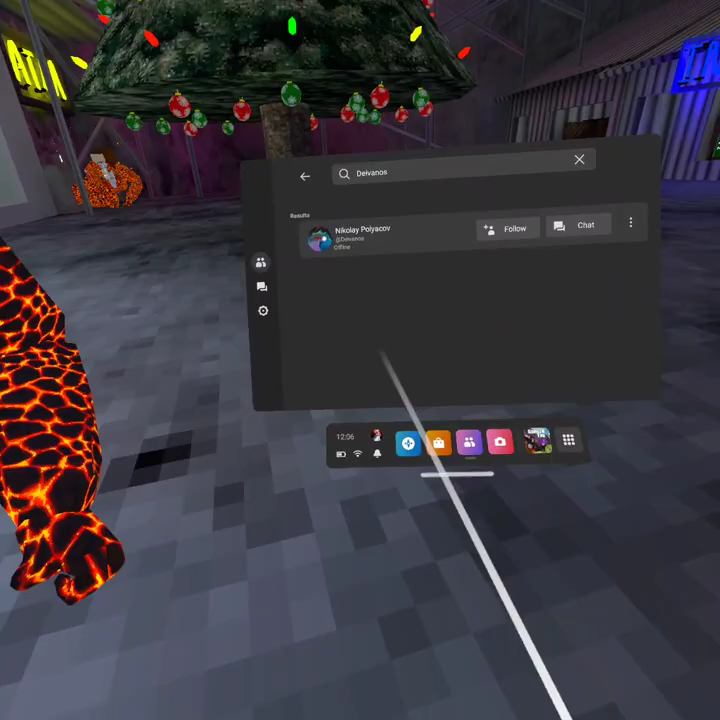 Deivanos
Results
Nikolay Polyacov
@Deivanos
Offline
Follow
Chat
12:06